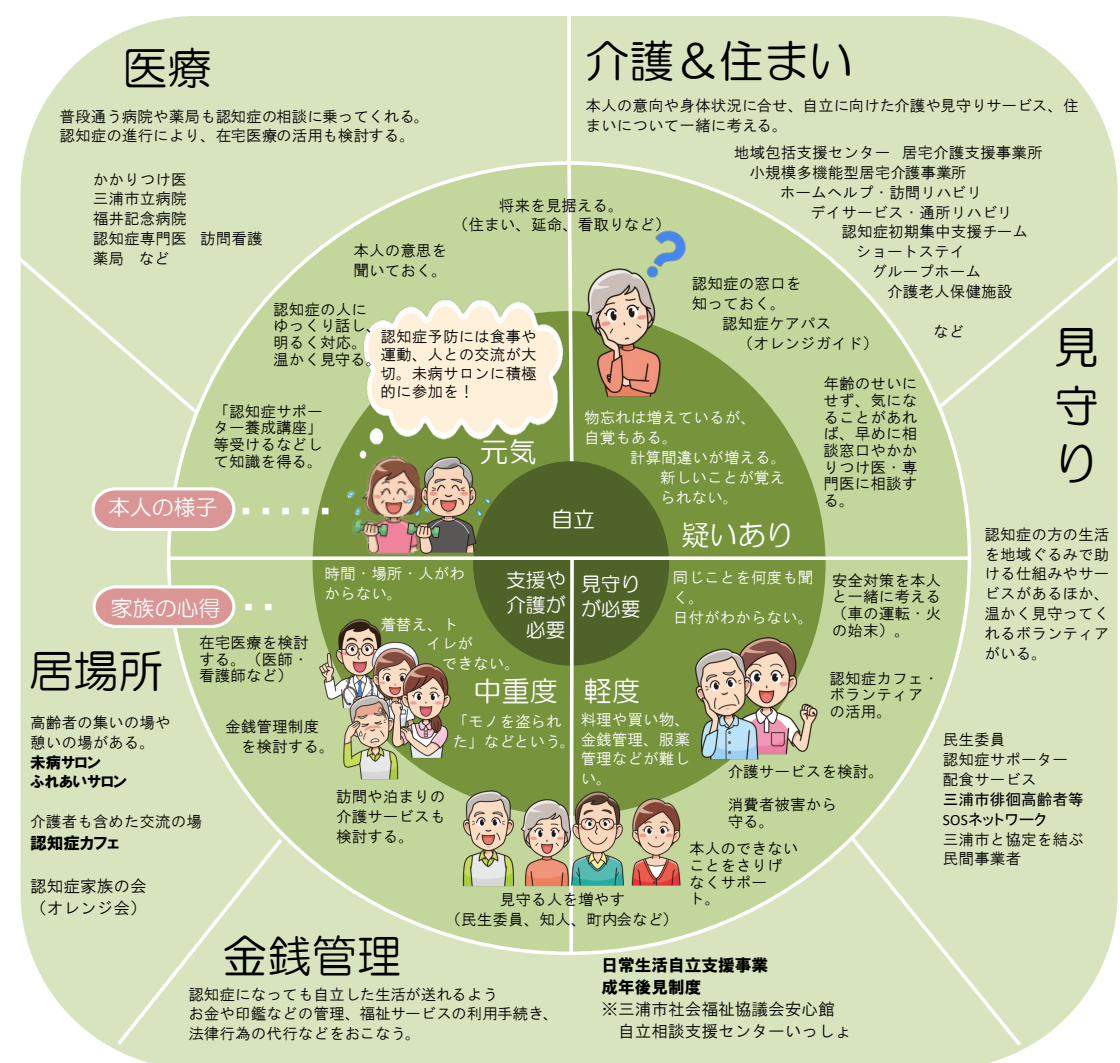 医療
普段通う病院や薬局も認知症の相談に乗ってくれる。
認知症の進行により、在宅医療の活用も検討する。
かかりつけ医
三浦市立病院
福井記念病院
認知症専門医　訪問看護
薬局　など
介護＆住まい
本人の意向や身体状況に合せ、自立に向けた介護や見守りサービス、住
まいについて一緒に考える。
地域包括支援センター　居宅介護支援事業所
小規模多機能型居宅介護事業所
ホームヘルプ・訪問リハビリ
デイサービス・通所リハビリ
認知症初期集中支援チーム
ショートステイ
グループホーム
介護老人保健施設
など
見守り
認知症の方の生活
を地域ぐるみで助
ける仕組みやサー
ビスがあるほか、
温かく見守ってく
れるボランティア
がいる。
民生委員
認知症サポーター
配食サービス
三浦市徘徊高齢者等
SOSネットワーク
三浦市と協定を結ぶ
民間事業者
将来を見据える。
（住まい、延命、看取りなど）
本人の意思を
聞いておく。
認知症の人に
ゆっくり話し、
明るく対応。
温かく見守る。
「認知症サポー
ター養成講座」
等受けるなどし
て知識を得る。
認知症予防には食事や
運動、人との交流が大
切。未病サロンに積極
的に参加を！
元気
認知症の窓口を
知っておく。
認知症ケアパス
（オレンジガイド）
年齢のせいに
せず、気にな
ることがあれ
ば、早めに相
談窓口やかか
りつけ医・専
門医に相談す
る。
物忘れは増えているが、
自覚もある。
計算間違いが増える。
新しいことが覚え
られない。
疑いあり
自立
本人の様子
家族の心得
支援や
介護が
必要
見守り
が必要
時間・場所・人がわ
からない。
着替え、ト
イレが
できない。
中重度
「モノを盗られ
た」などという。
在宅医療を検討
する。（医師・
看護師など）
金銭管理制度
を検討する。
訪問や泊まりの
介護サービスも
検討する。
同じことを何度も聞
く。
日付がわからない。
軽度
料理や買い物、
金銭管理、服薬
管理などが難し
い。
安全対策を本人
と一緒に考える
（車の運転・火
の始末）。
認知症カフェ・
ボランティア
の活用。
介護サービスを検討。
消費者被害から
守る。
本人のできない
ことをさりげ
なくサポー
ト。
見守る人を増やす
（民生委員、知人、町内会など）
居場所
高齢者の集いの場や
憩いの場がある。
未病サロン
ふれあいサロン
介護者も含めた交流の場
認知症カフェ
認知症家族の会
（オレンジ会）
金銭管理
認知症になっても自立した生活が送れるよう
お金や印鑑などの管理、福祉サービスの利用手続き、
法律行為の代行などをおこなう。
日常生活自立支援事業
成年後見制度
※三浦市社会福祉協議会安心館
自立相談支援センターいっしょ